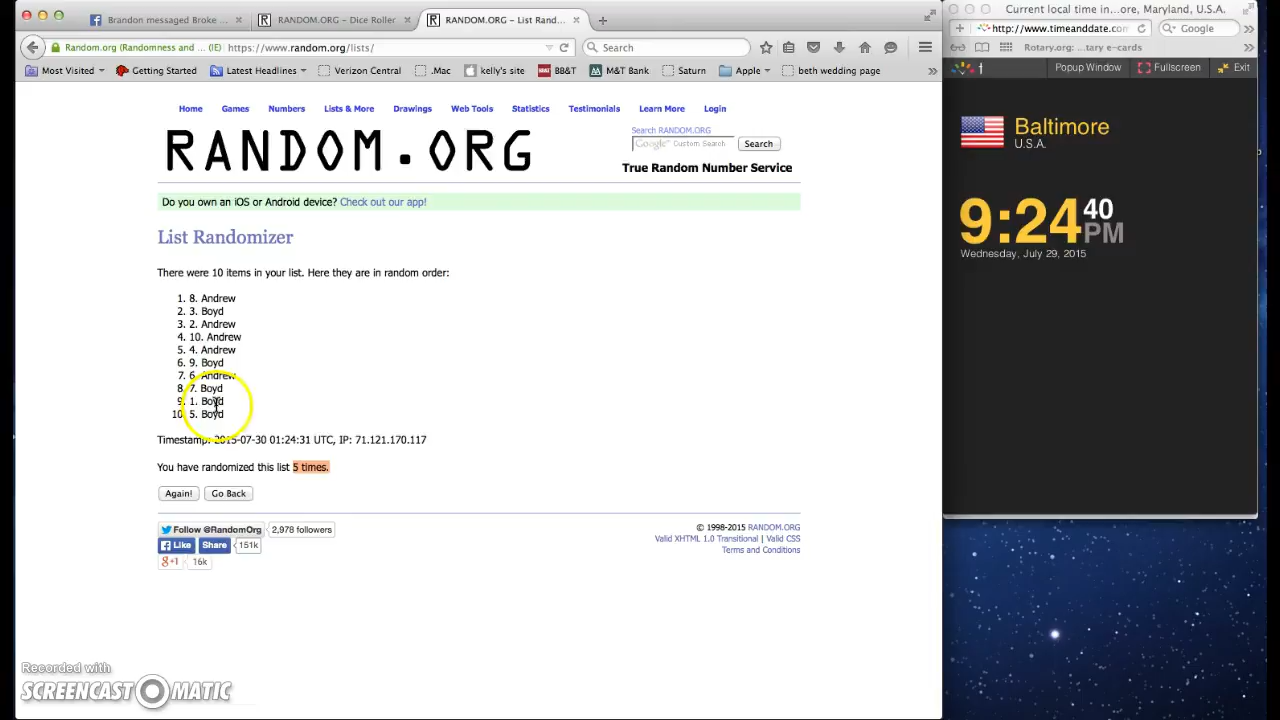 Brandon messaged Broke ...
RANDOM.ORG - Dice Roller
RANDOM.ORG - List Rand...
Random.org (Randomness and ... (IE)
https://www.random.org/lists/
Search
Most Visited
Getting Started
Latest Headlines
Verizon Central
.Mac
kelly's site
BB&T
M&T Bank
Saturn
Apple
beth wedding page
Home Games Numbers Lists & More Drawings Web Tools Statistics Testimonials Learn More Login
RANDOM.ORG
Search RANDOM.ORG
Google™ Custom Search
Search
True Random Number Service
Do you own an iOS or Android device? Check out our app!
List Randomizer
There were 10 items in your list. Here they are in random order:
1. 8. Andrew
2. 3. Boyd
3. 2. Andrew
4. 10. Andrew
5. 4. Andrew
6. 9. Boyd
7. 6. Andrew
8. 7. Boyd
9. 1. Boyd
10. 5. Boyd
Timestamp: 2015-07-30 01:24:31 UTC, IP: 71.121.170.117
You have randomized this list 5 times.
Again!
Go Back
Follow @RandomOrg
2,978 followers
Like
Share
151k
g+1
16k
© 1998-2015 RANDOM.ORG
Valid XHTML 1.0 Transitional | Valid CSS
Terms and Conditions
Recorded with
SCREENCAST-O-MATIC
Current local time in...ore, Maryland, U.S.A.
http://www.timeanddate.com
Google
Rotary.org: ...tary e-cards
Popup Window
Fullscreen
Exit
Baltimore
U.S.A.
9:24 40 PM
Wednesday, July 29, 2015